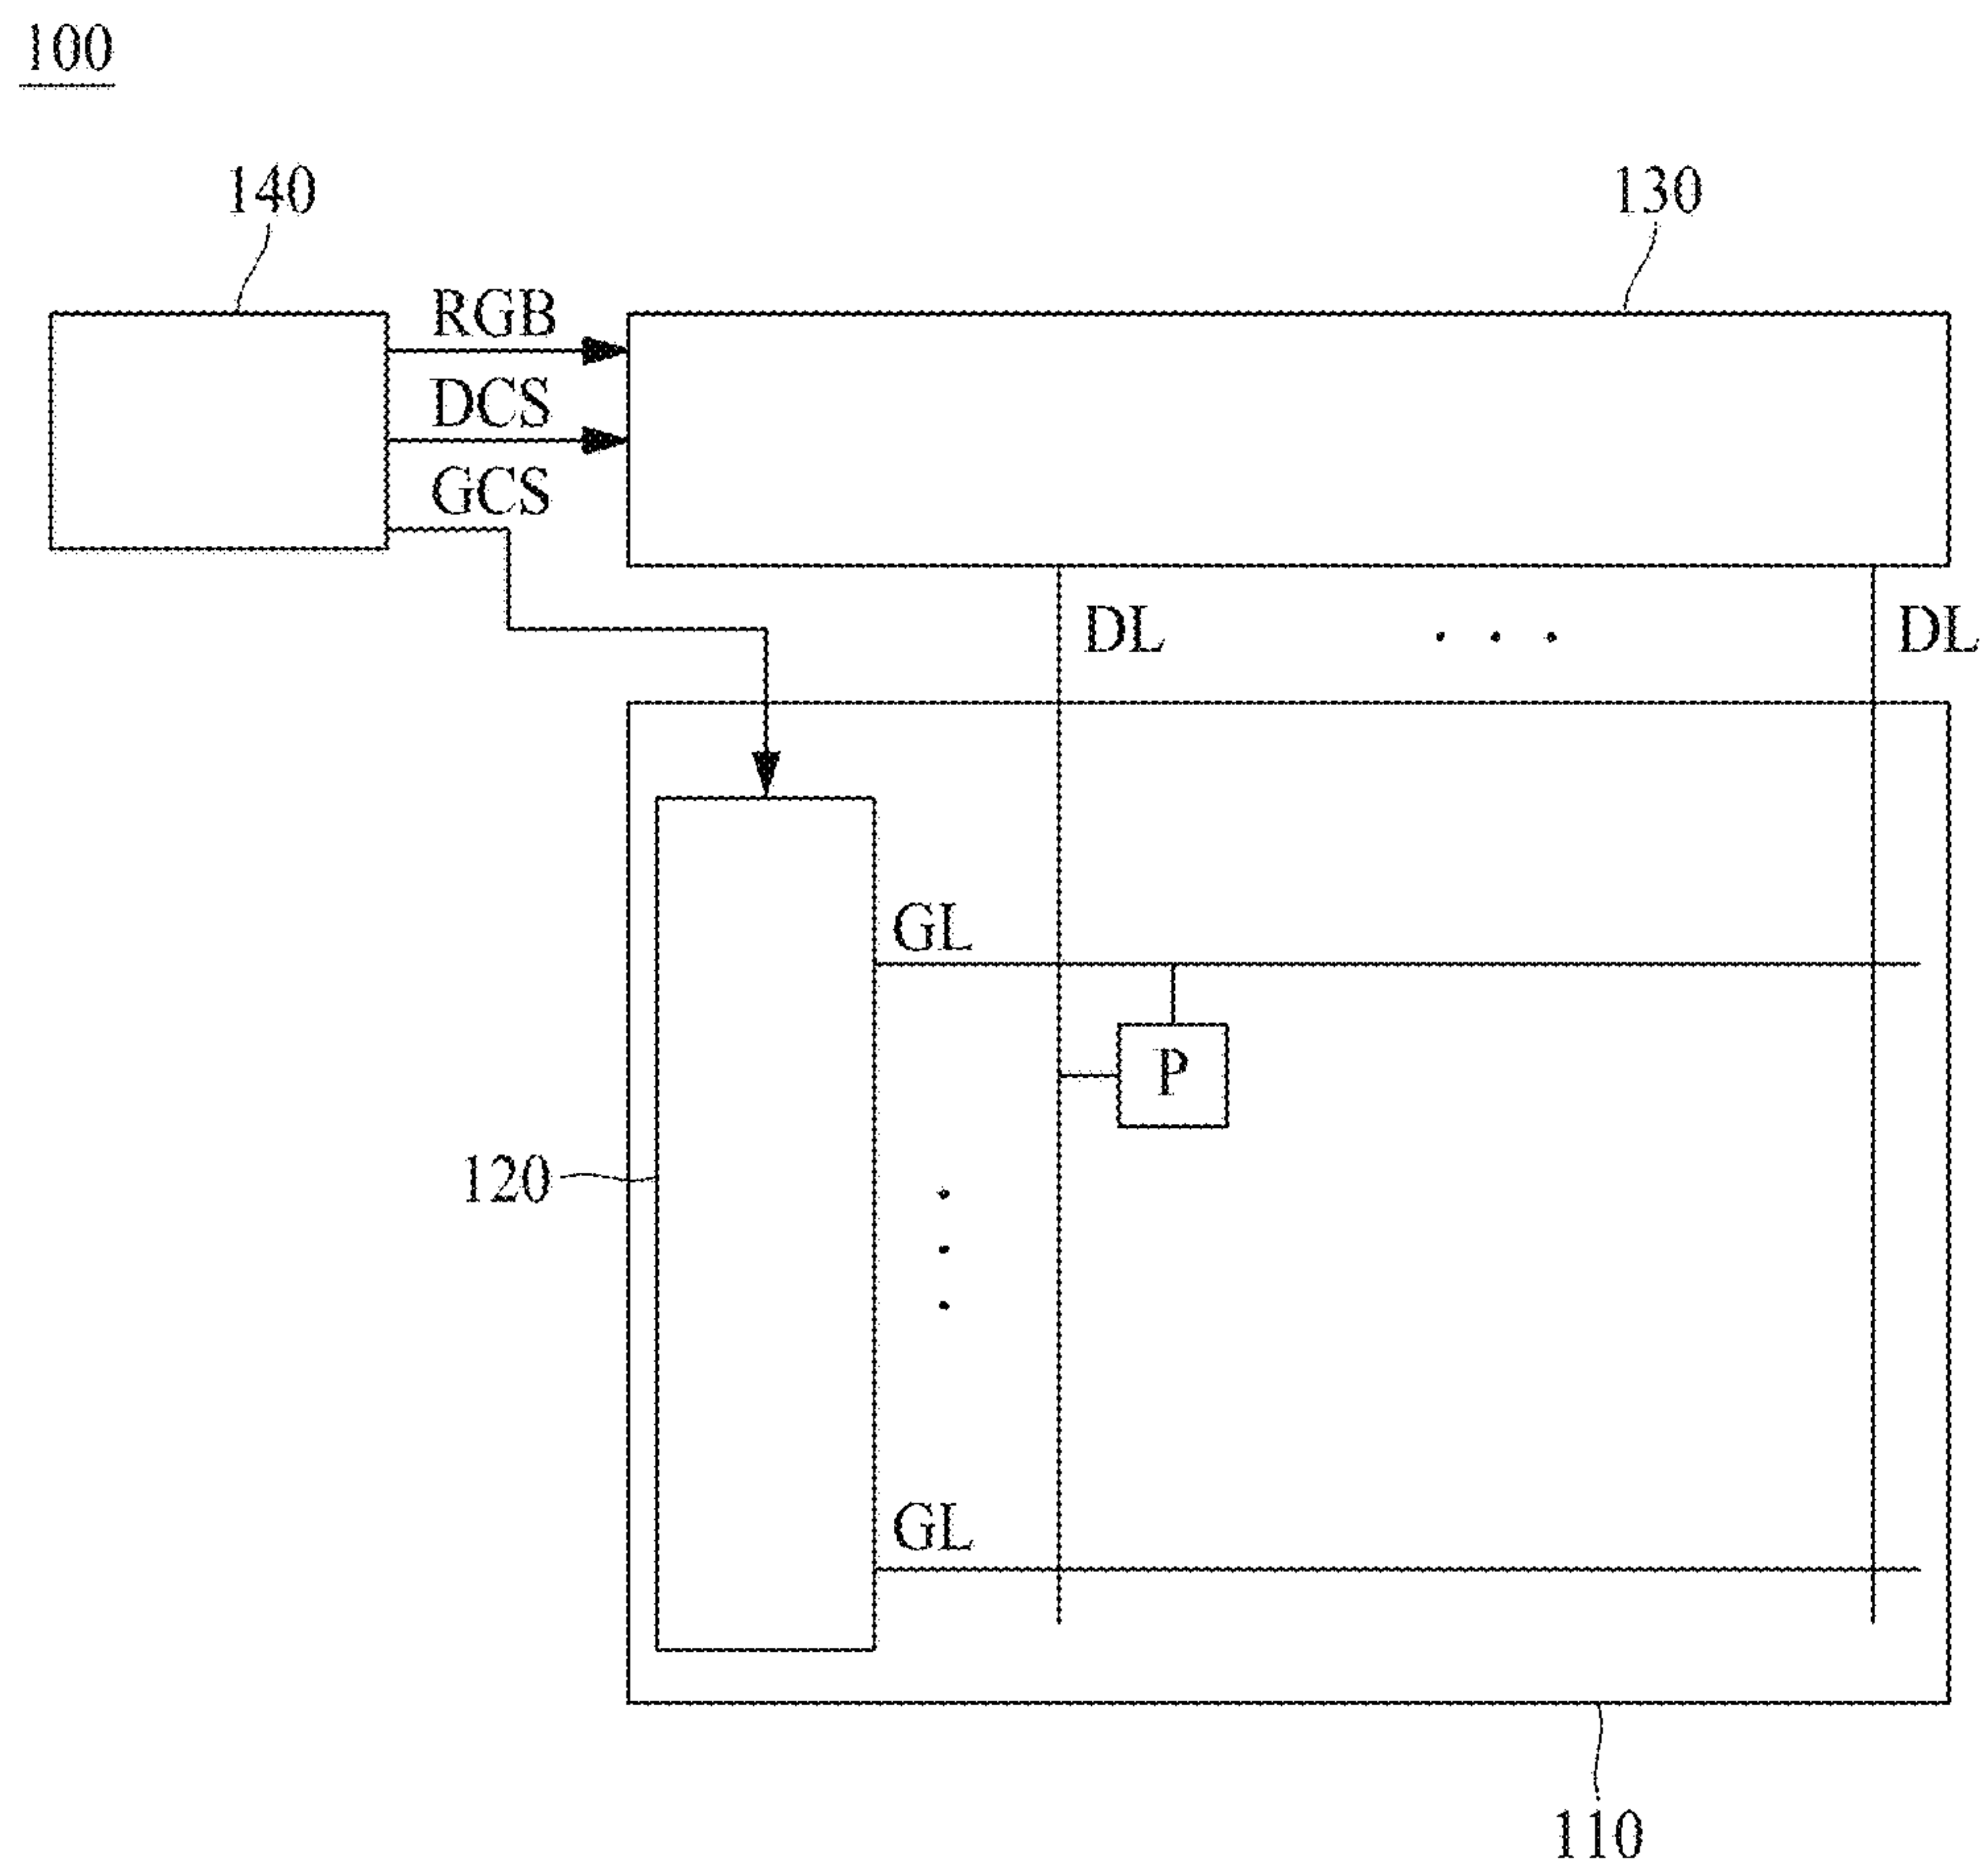 100
140
130
RGB
DCS
GCS
DL
. . .
DL
GL
P
120
GL
110